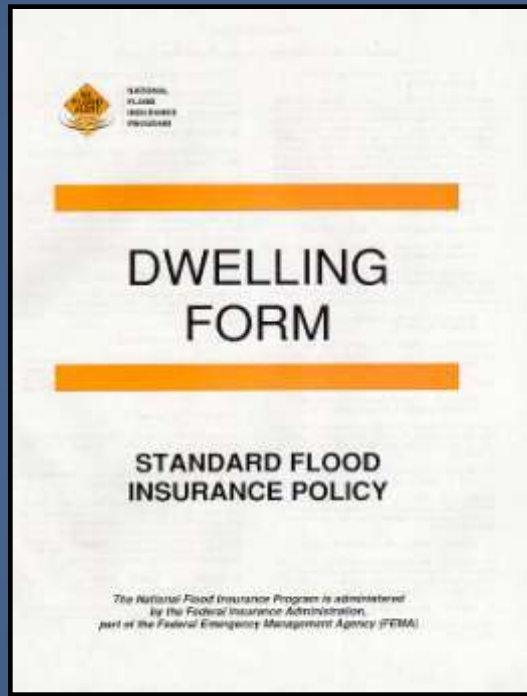 NATIONAL
FLOOD
INSURANCE
PROGRAM
DWELLING
FORM
STANDARD FLOOD
INSURANCE POLICY
The National Flood Insurance Program is administered
by the Federal Insurance Administration,
part of the Federal Emergency Management Agency (FEMA)